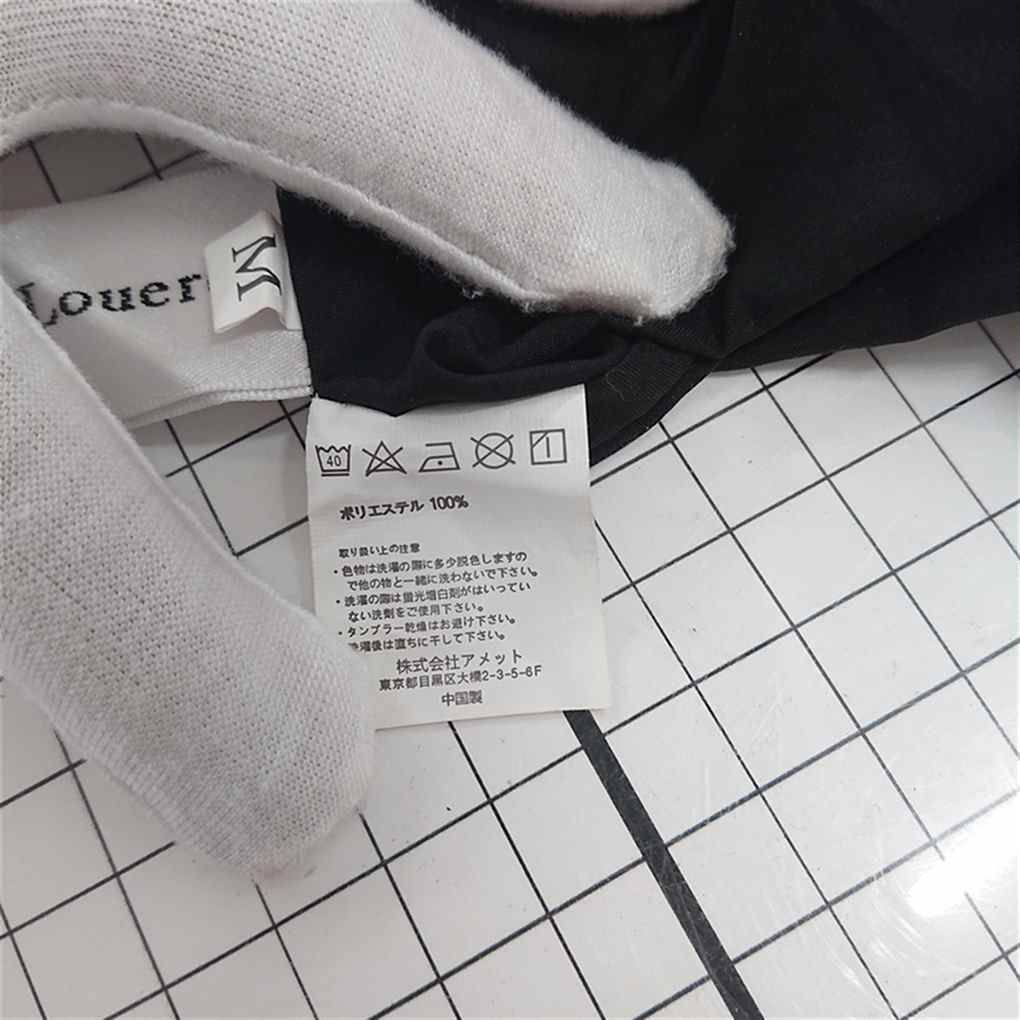 Louer
M
40
ポリエステル 100%
取り扱い上の注意
・色物は洗濯の際に多少脱色しますの
で他の物と一緒に洗わないで下さい。
・洗濯の際は蛍光増白剤がはいってい
ない洗剤をご使用下さい。
・タンブラー乾燥はお避け下さい。
洗濯後は直ちに干して下さい。
株式会社アメット
東京都目黒区大橋2-3-5-6F
中国製